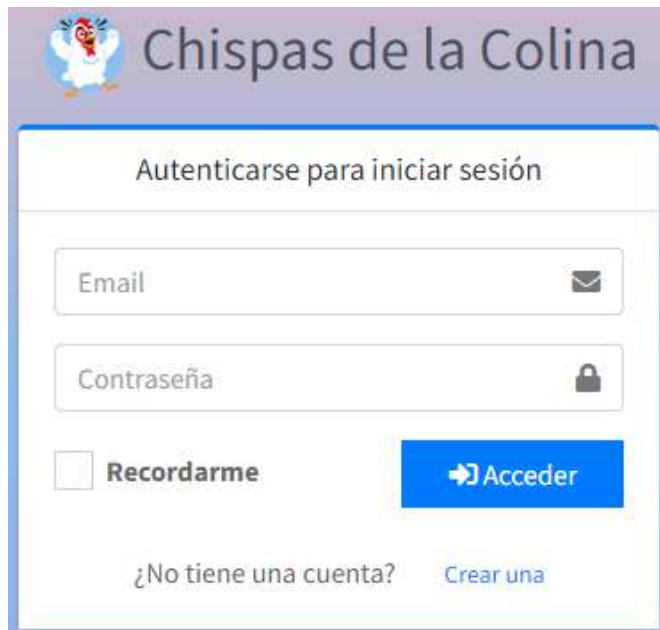 Chispas de la Colina
Autenticarse para iniciar sesión
Email
Contraseña
Recordarme
Acceder
¿No tiene una cuenta? Crear una